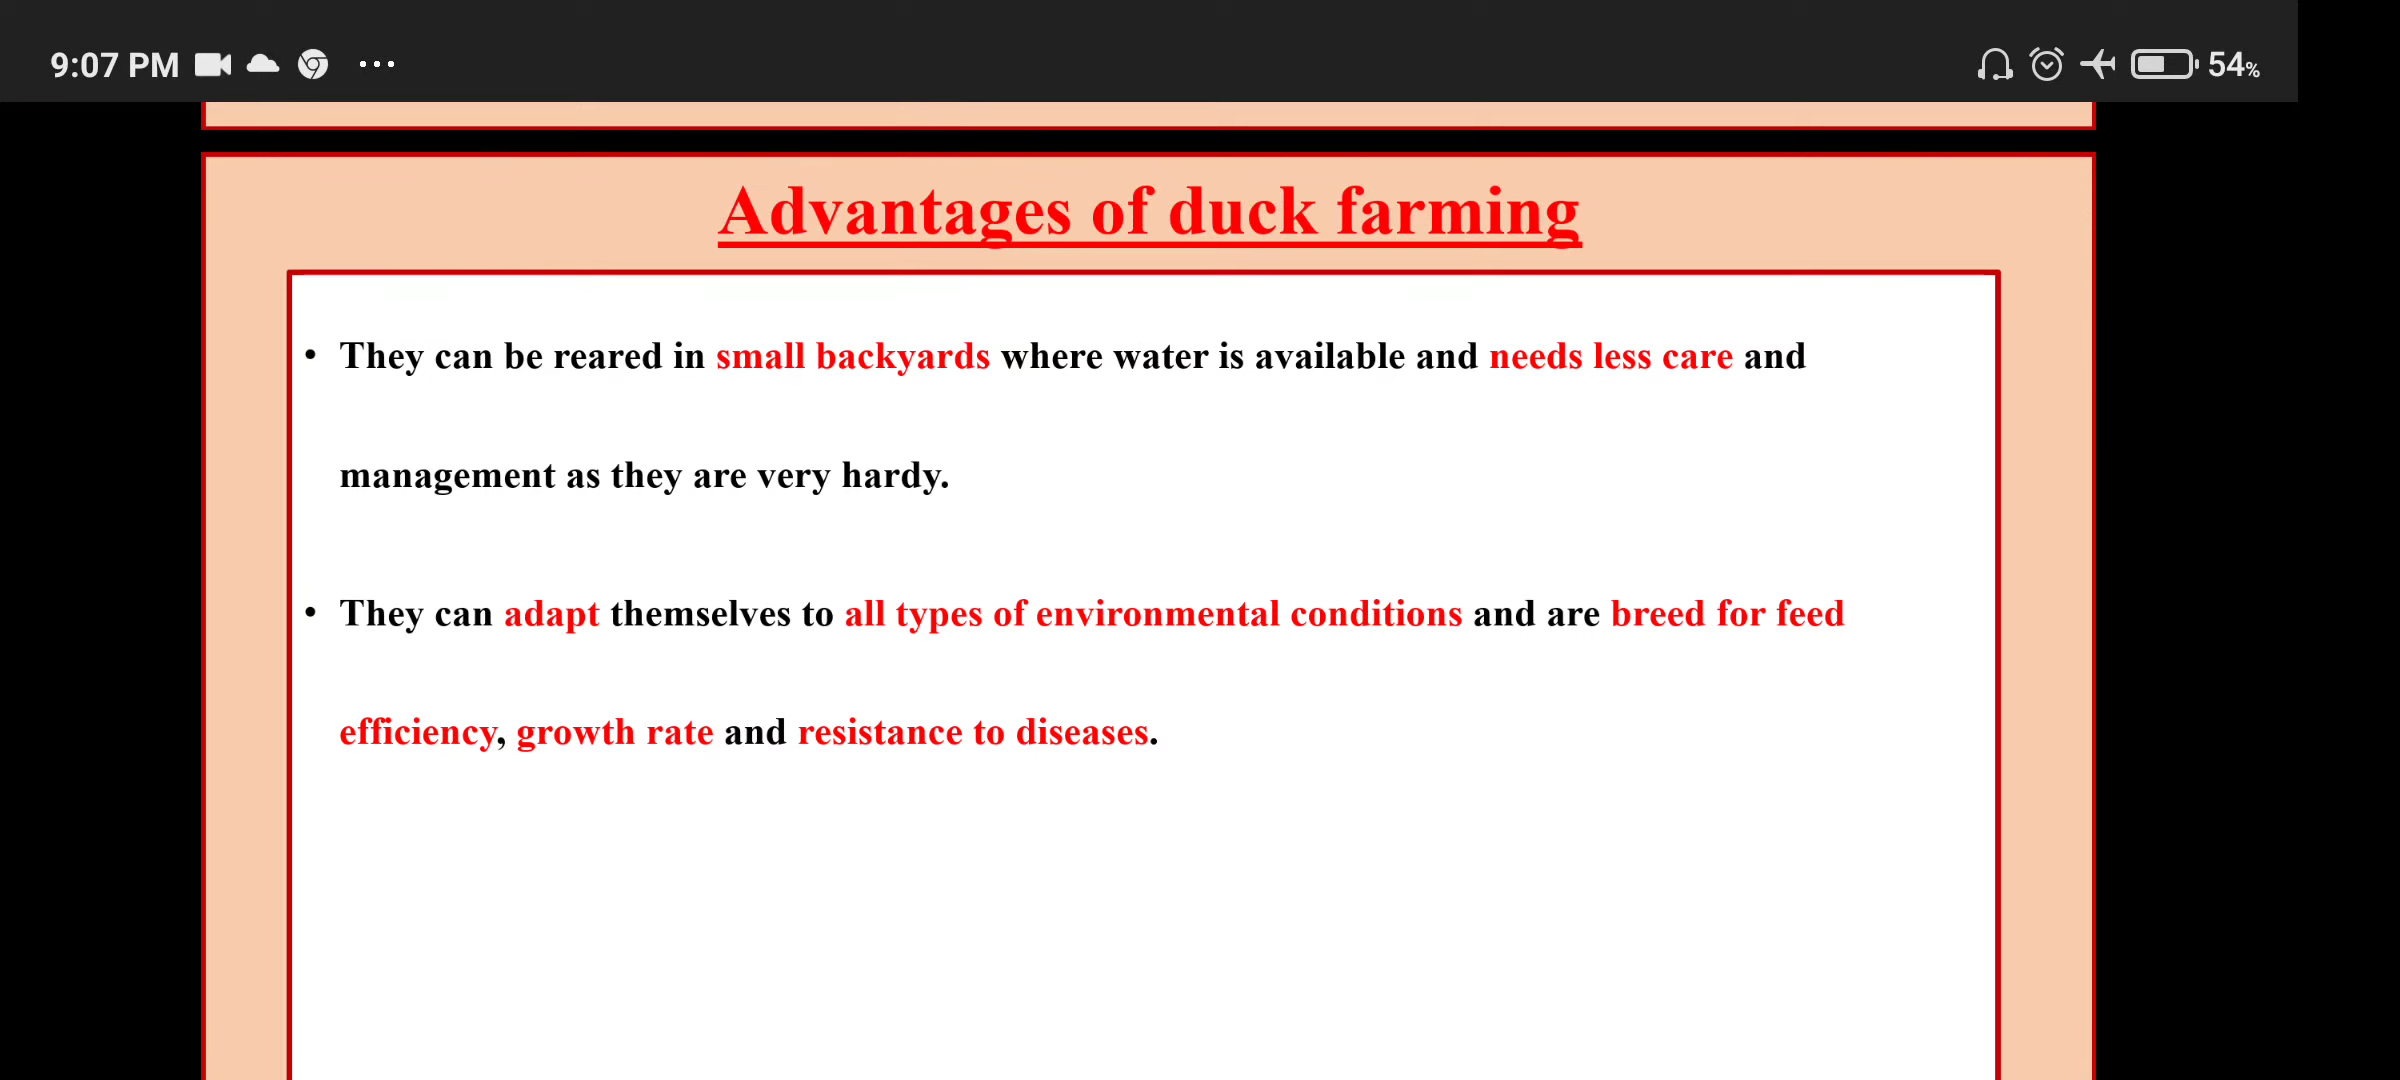 9:07 PM
54%
Advantages of duck farming
• They can be reared in small backyards where water is available and needs less care and
management as they are very hardy.
• They can adapt themselves to all types of environmental conditions and are breed for feed
efficiency, growth rate and resistance to diseases.